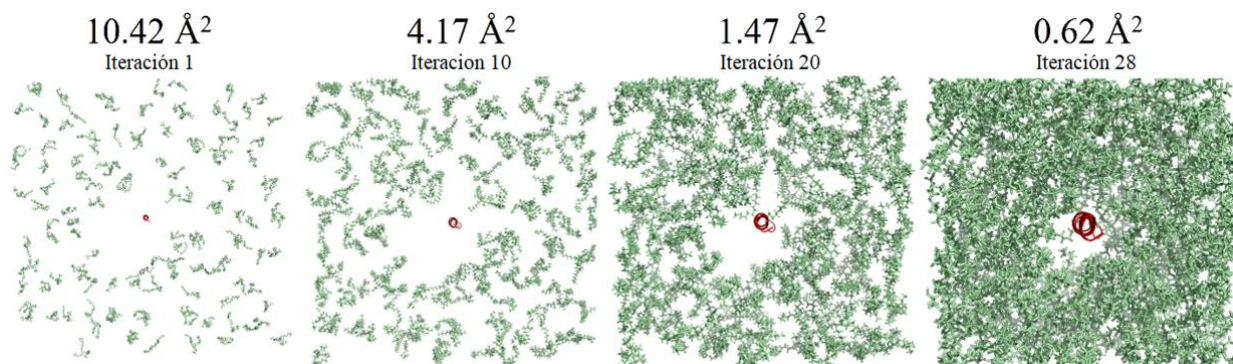 10.42 Å²
Iteración 1
4.17 Å²
Iteracion 10
1.47 Å²
Iteración 20
0.62 Å²
Iteración 28